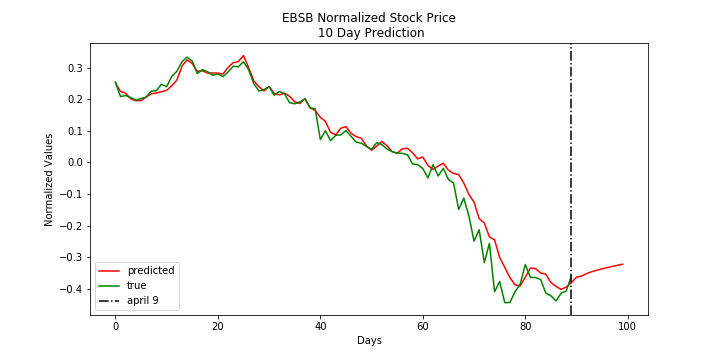 EBSB Normalized Stock Price
10 Day Prediction
Normalized Values
0.3
0.2
0.1
0.0
−0.1
−0.2
−0.3
−0.4
predicted
true
april 9
0
20
40
60
80
100
Days